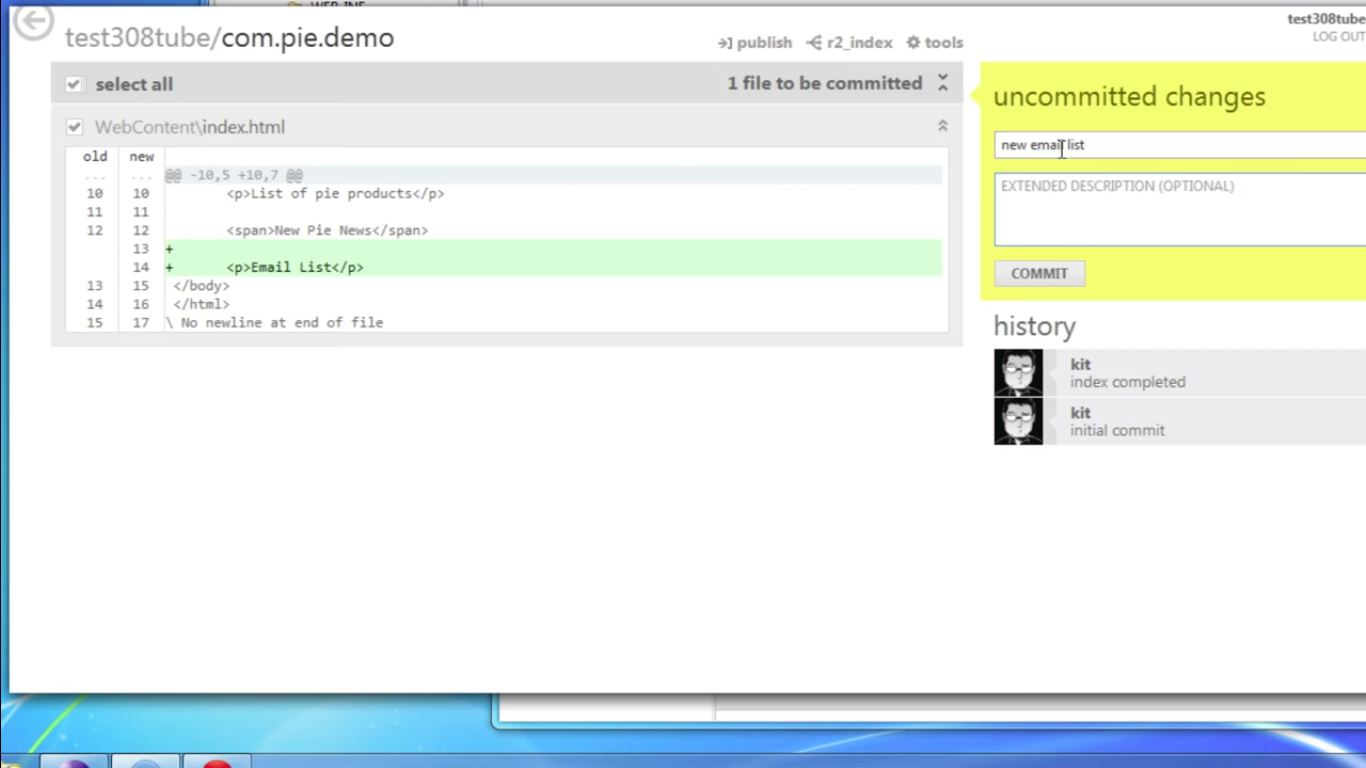 WEB-INF
test308tube/com.pie.demo
publish r2_index tools
test308tube
LOG OUT
select all
1 file to be committed
WebContent\index.html
old new
... ... @@ -10,5 +10,7 @@
10 10 <p>List of pie products</p>
11 11
12 12 <span>New Pie News</span>
13 +
14 + <p>Email List</p>
13 15 </body>
14 16 </html>
15 17 \ No newline at end of file
uncommitted changes
new email list
EXTENDED DESCRIPTION (OPTIONAL)
COMMIT
history
kit
index completed
kit
initial commit